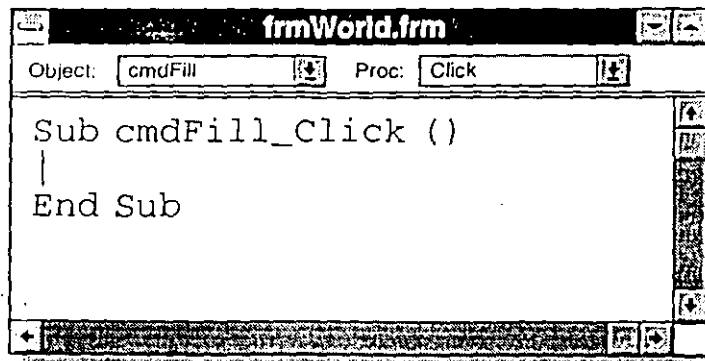 frmWorld.frm
Object: cmdFill Proc: Click
Sub cmdFill_Click ()
End Sub